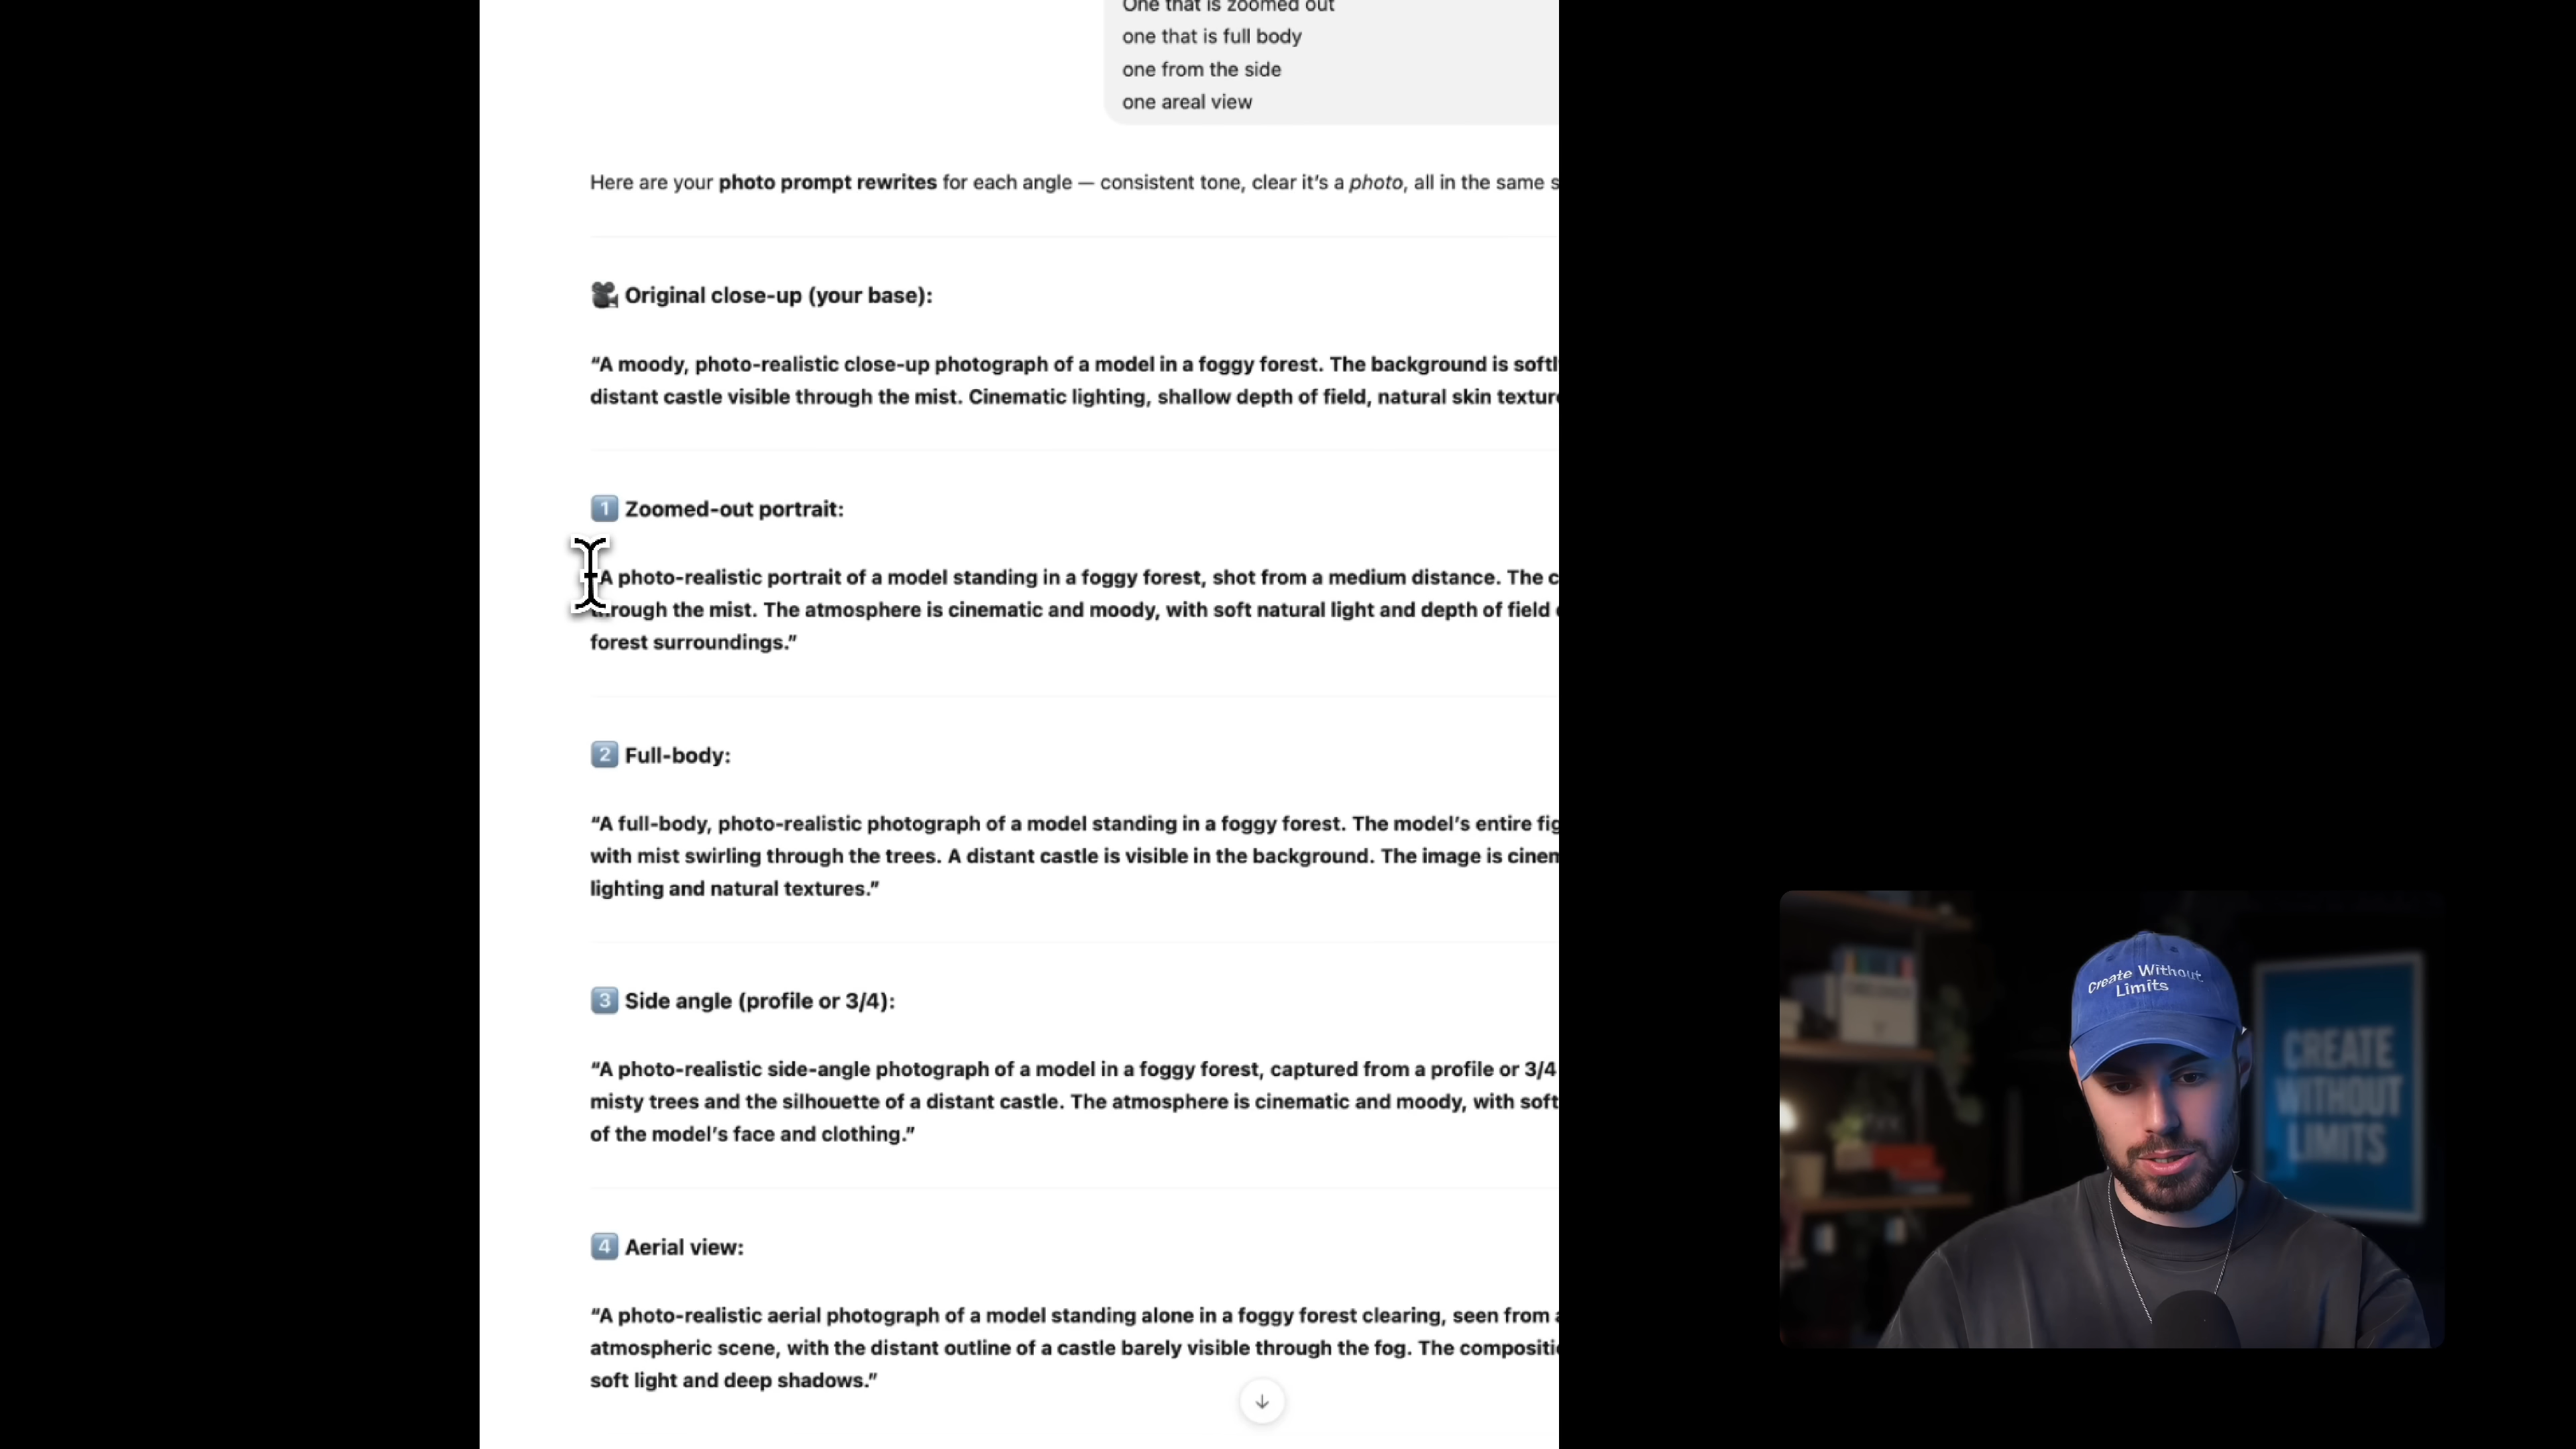 One that is zoomed out
one that is full body
one from the side
one areal view
Here are your photo prompt rewrites for each angle — consistent tone, clear it's a photo, all in the same
🎥 Original close-up (your base):
“A moody, photo-realistic close-up photograph of a model in a foggy forest. The background is
distant castle visible through the mist. Cinematic lighting, shallow depth of field, natural skin
1 Zoomed-out portrait:
A photo-realistic portrait of a model standing in a foggy forest, shot from a medium distance. The
through the mist. The atmosphere is cinematic and moody, with soft natural light and depth of field
forest surroundings.”
2 Full-body:
“A full-body, photo-realistic photograph of a model standing in a foggy forest. The model’s entire
with mist swirling through the trees. A distant castle is visible in the background. The image is
lighting and natural textures.”
3 Side angle (profile or 3/4):
“A photo-realistic side-angle photograph of a model in a foggy forest, captured from a profile or 3/4
misty trees and the silhouette of a distant castle. The atmosphere is cinematic and moody, with soft
of the model’s face and clothing.”
4 Aerial view:
“A photo-realistic aerial photograph of a model standing alone in a foggy forest clearing, seen from
atmospheric scene, with the distant outline of a castle barely visible through the fog. The
soft light and deep shadows.”
Create Without
Limits
CREATE
WITHOUT
LIMITS